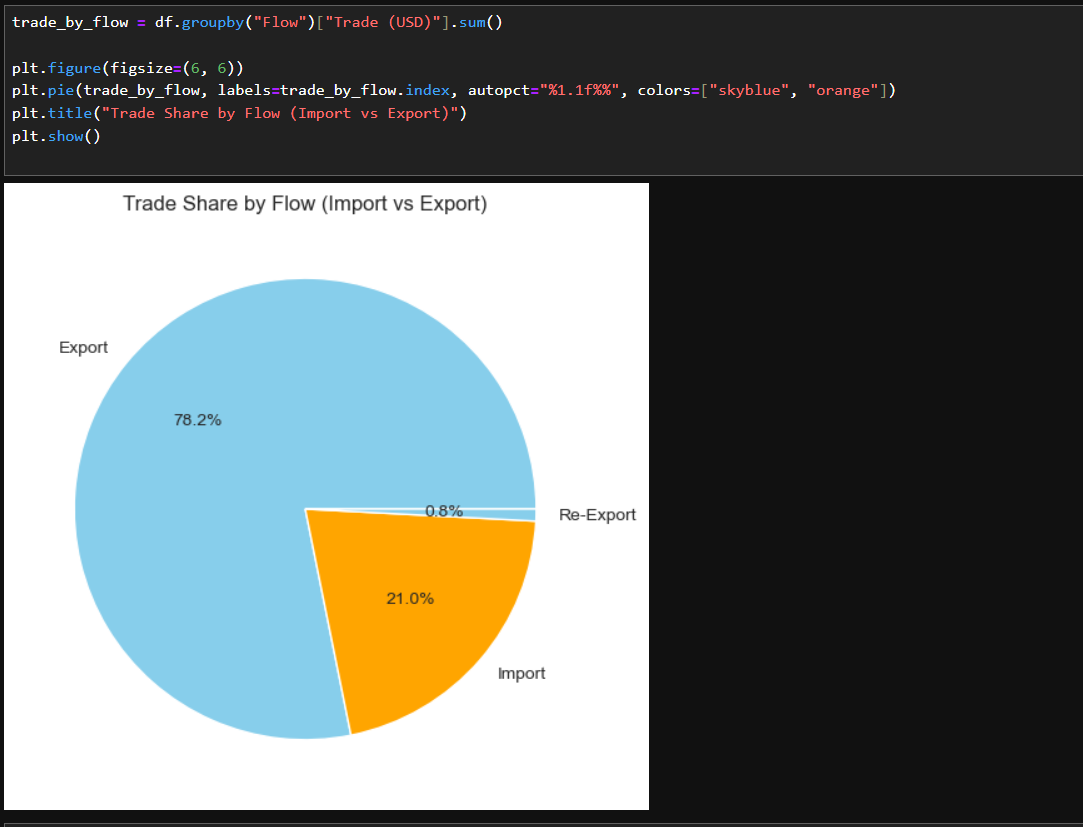 trade_by_flow = df.groupby("Flow")["Trade (USD)"].sum()
plt.figure(figsize=(6, 6))
plt.pie(trade_by_flow, labels=trade_by_flow.index, autopct="%1.1f%%", colors=["skyblue", "orange"])
plt.title("Trade Share by Flow (Import vs Export)")
plt.show()
Trade Share by Flow (Import vs Export)
Export
78.2%
0.8%
Re-Export
21.0%
Import